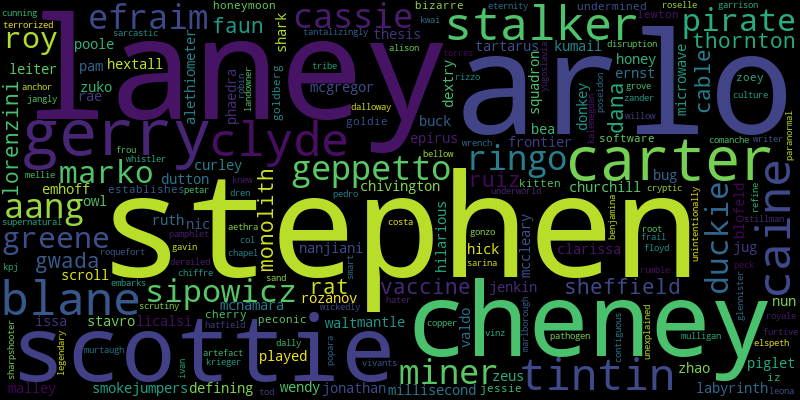 cunning
efraim
honeymoon
cassie
bizarre
kwai
eternity
undermined
lewton
roselle
garrison
terrorized
sarcastic
faun
shark
tantalizingly
alison
stalker
disruption
pirate
roy
poole
laney
thesis
arlo
thornton
leiter
hextall
tribe
tartarus
kumail
cable
pam
alethiometer
goldberg
mcgregor
dextry
squadron
honey
microwave
zoey
anchor
zuko
landowner
ernst
dana
poseidon
culture
jangly
rae
phaedra
goldie
dalloway
buck
bea
donkey
grove
zander
willow
lorenzini
gerry
clyde
epirus
frontier
software
comanche
writer
paranormal
frou
whistler
bellow
wrench
ringo
carter
mellie
marko
curley
geppetto
bug
emhoff
dutton
chivington
ruiz
kitten
churchill
cryptic
establishes
petar
knew
pedro
underworld
aang
owl
dren
stephen
root
duckie
caine
supernatural
ruth
nic
aethra
monolith
costa
gonzo
benjamina
frail
blofeld
refine
stillman
greene
pamphlet
col
hilarious
hick
mccleary
clarissa
floyd
jug
roquefort
gavin
chapel
nanjiani
sarina
unintentionally
kpj
gwada
derailed
rat
vaccine
jenkin
sheffield
rumble
peck
scroll
chiffre
sand
smart
hater
nun
embarks
sipowicz
rozanov
blane
scrutiny
cherry
mcnamara
played
copper
valdo
vinz
marlborough
cheney
glennister
royale
issa
stavro
licalsi
hatfield
peconic
waltmantle
pathogen
contiguous
unexplained
mulligan
furtive
sharpshooter
legendary
scottie
murtaugh
dally
wickedly
artefact
krieger
popara
vivants
miner
zeus
tintin
zhao
elspeth
piglet
malley
smokejumpers
ivan
defining
wendy
tod
jonathan
millisecond
jessie
labyrinth
iz
leona